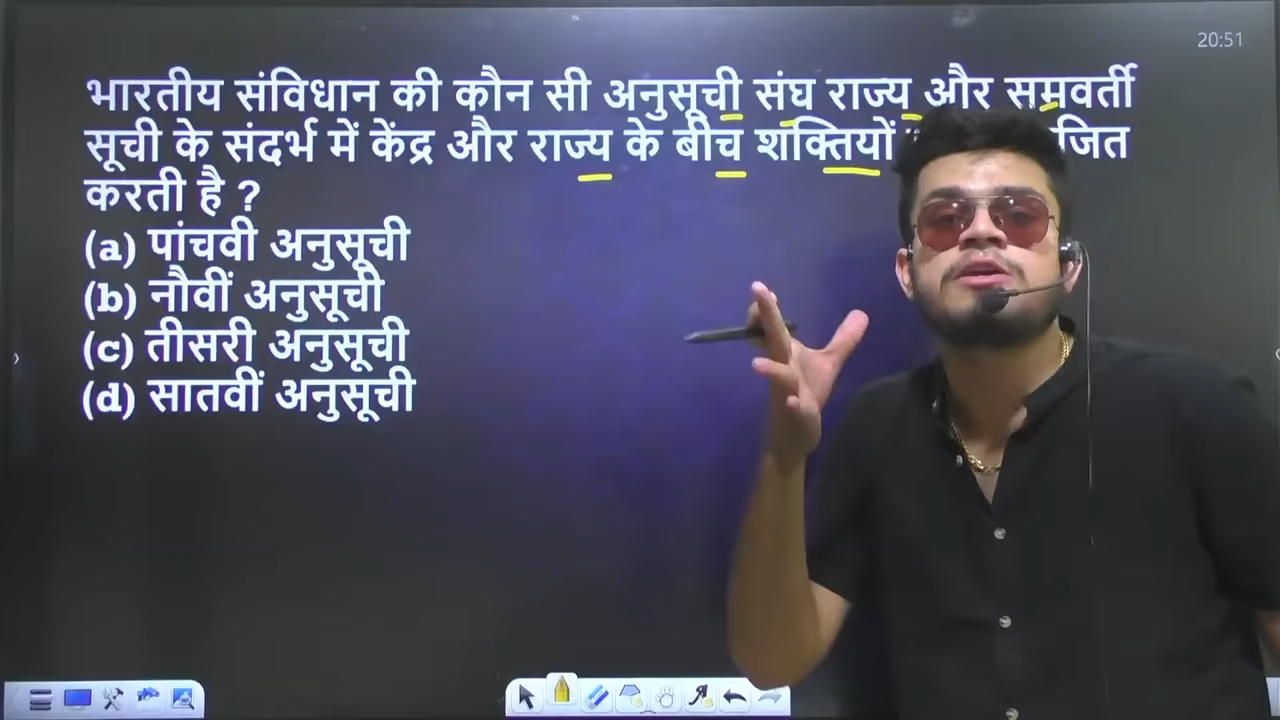 20:51
भारतीय संविधान की कौन सी अनुसूची संघ राज्य और समवर्ती
सूची के संदर्भ में केंद्र और राज्य के बीच शक्तियों जित
करती है ?
(a) पांचवी अनुसूची
(b) नौवीं अनुसूची
(c) तीसरी अनुसूची
(d) सातवीं अनुसूची